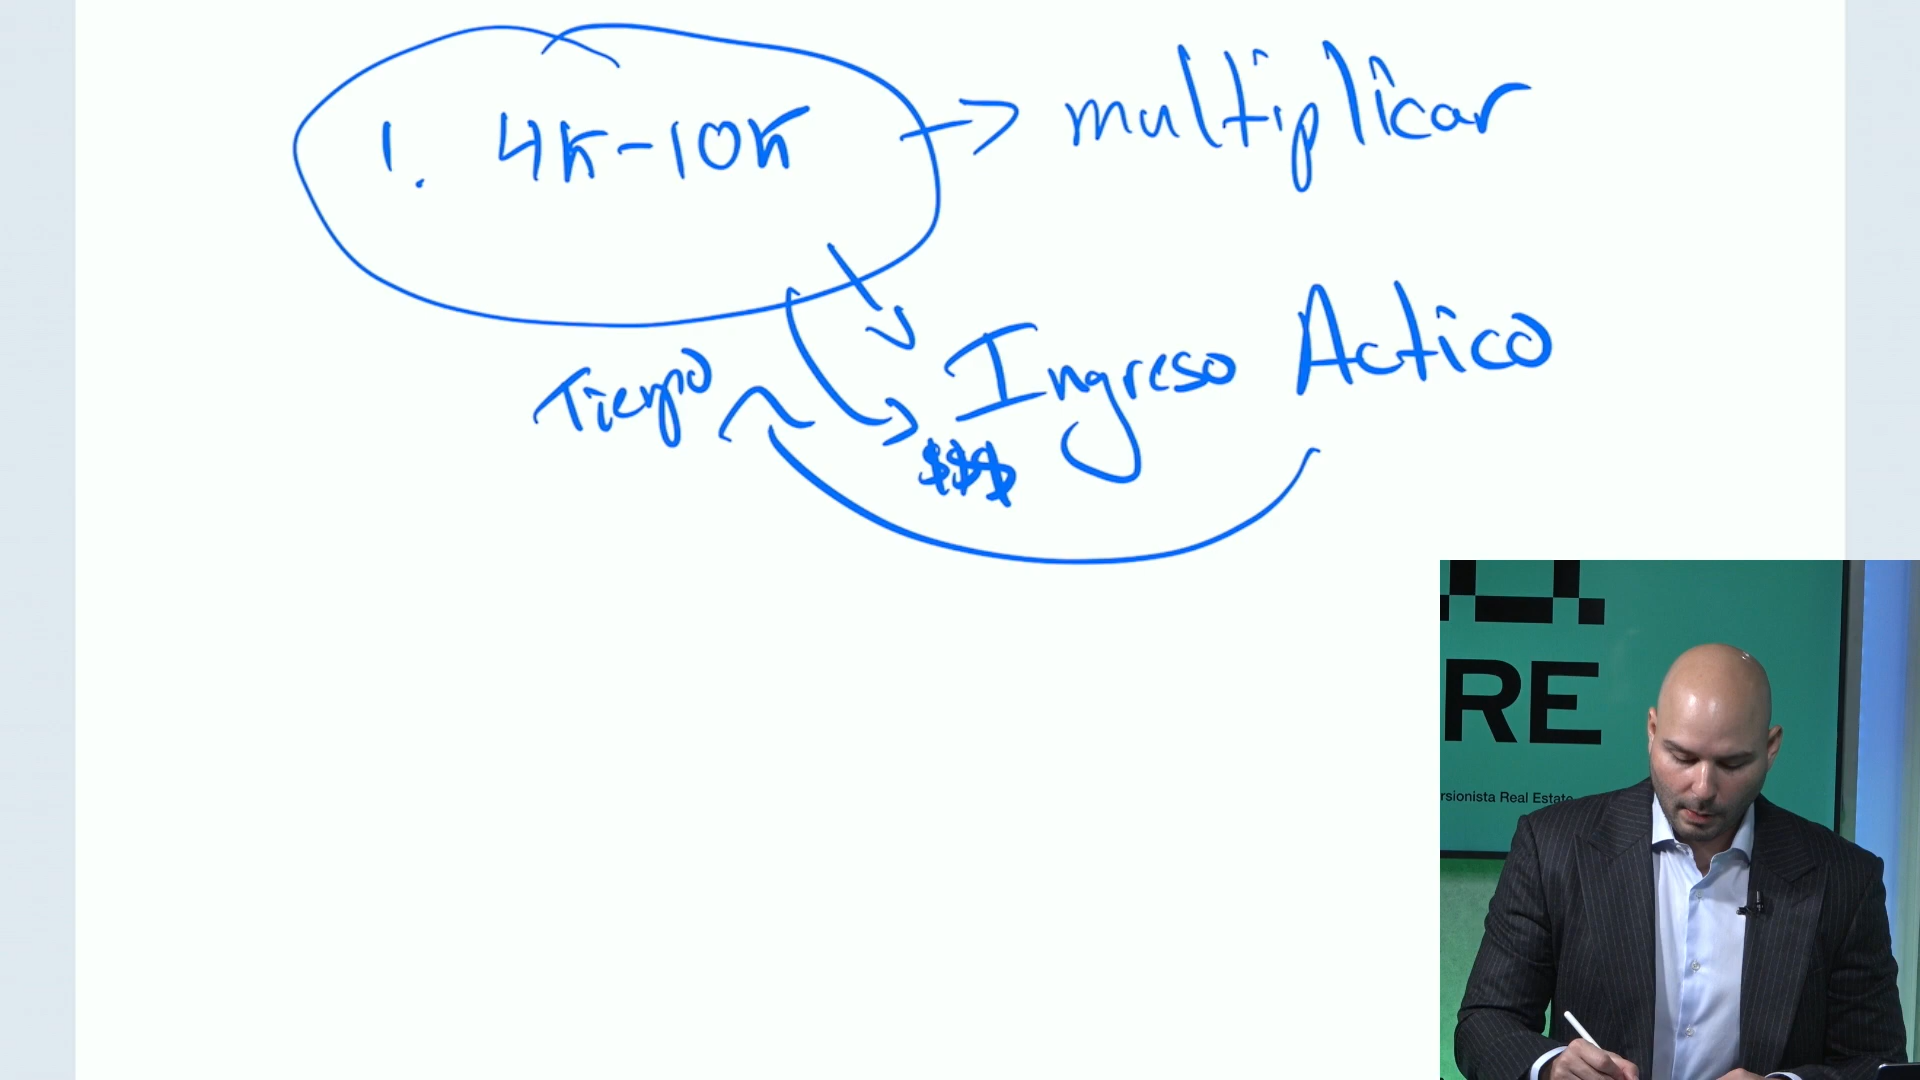 1. 4K-10K → multiplicar
Ingreso Actico
Tiempo
$$$
RE
rsionista Real Estate